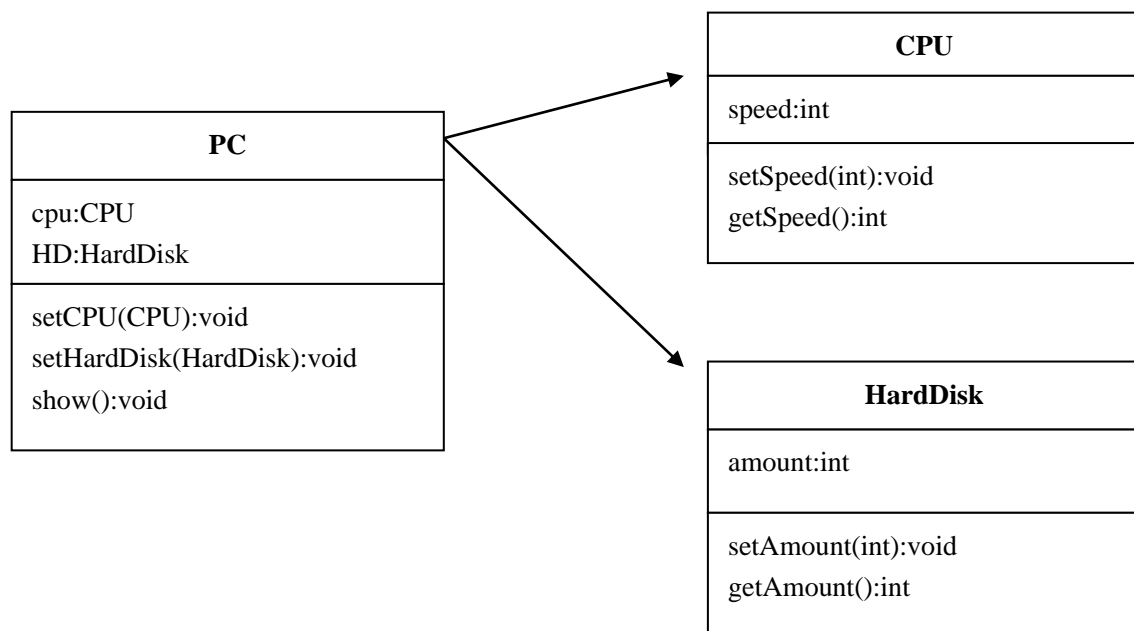 PC
cpu:CPU
HD:HardDisk
setCPU(CPU):void
setHardDisk(HardDisk):void
show():void
CPU
speed:int
setSpeed(int):void
getSpeed():int
HardDisk
amount:int
setAmount(int):void
getAmount():int